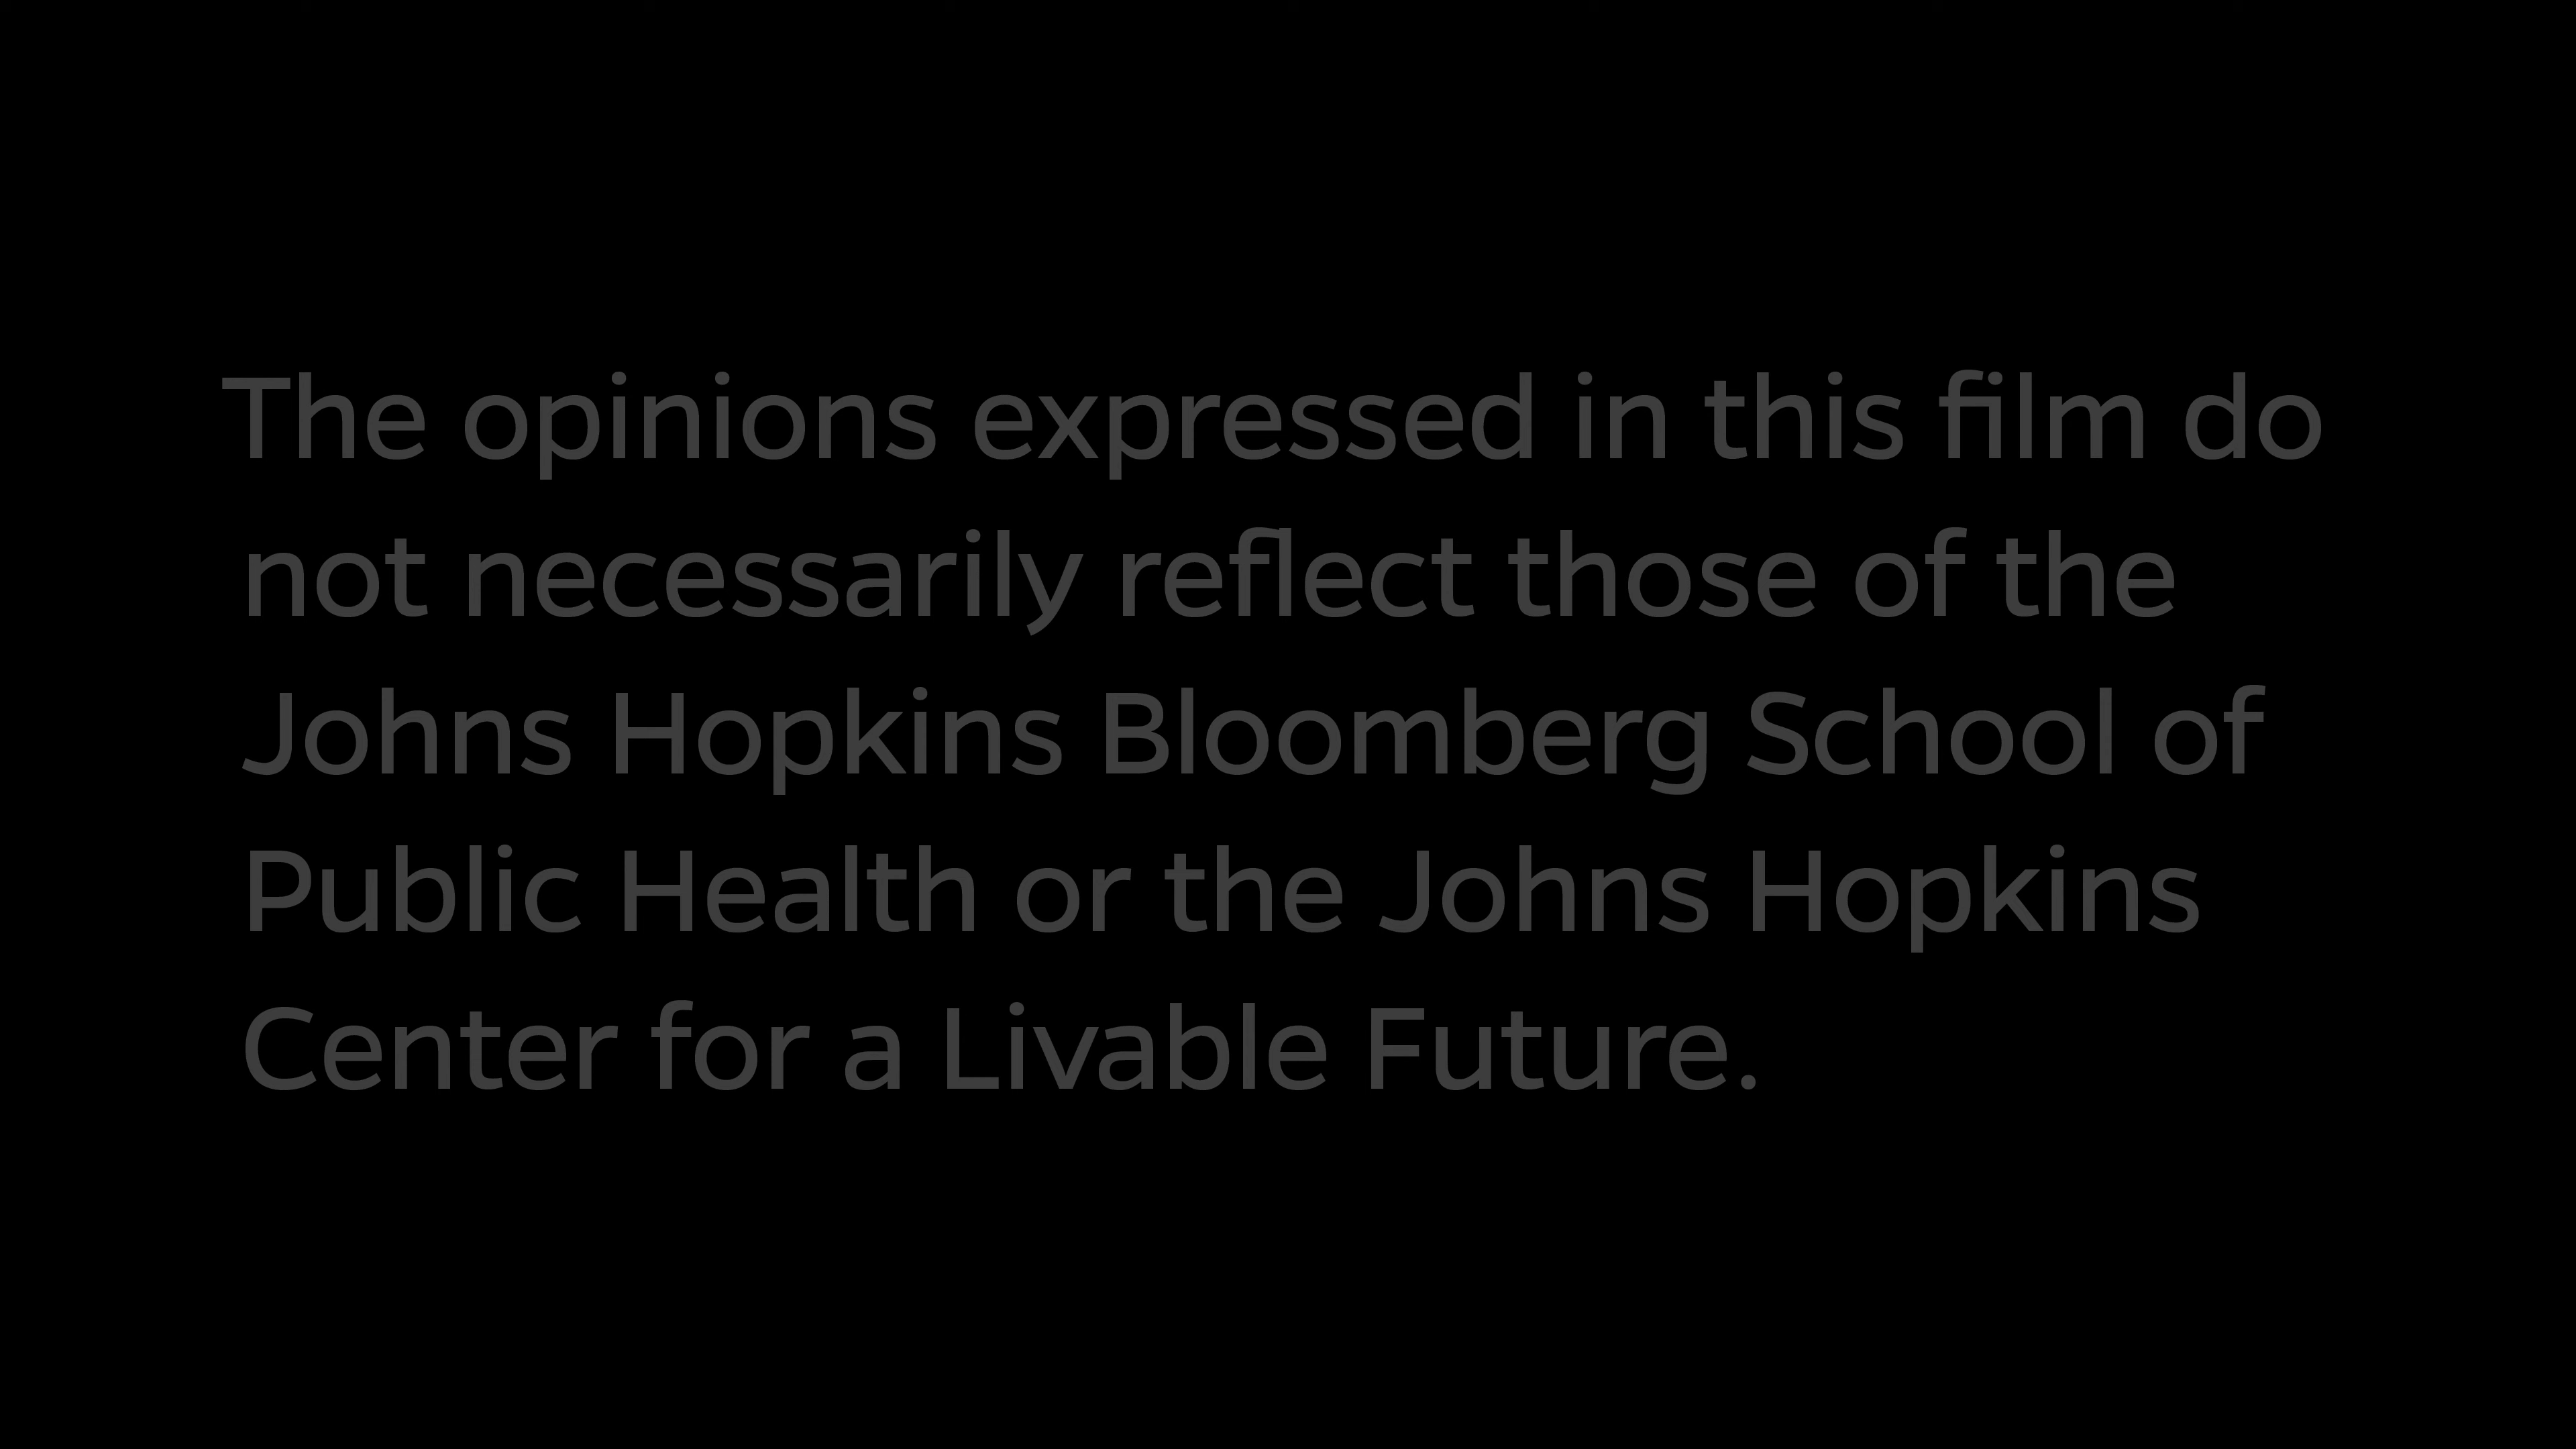 The opinions expressed in this film do
not necessarily reflect those of the
Johns Hopkins Bloomberg School of
Public Health or the Johns Hopkins
Center for a Livable Future.